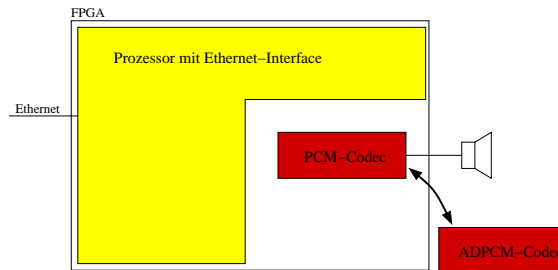 FPGA
Prozessor mit Ethernet−Interface
Ethernet
PCM−Codec
ADPCM−Codec